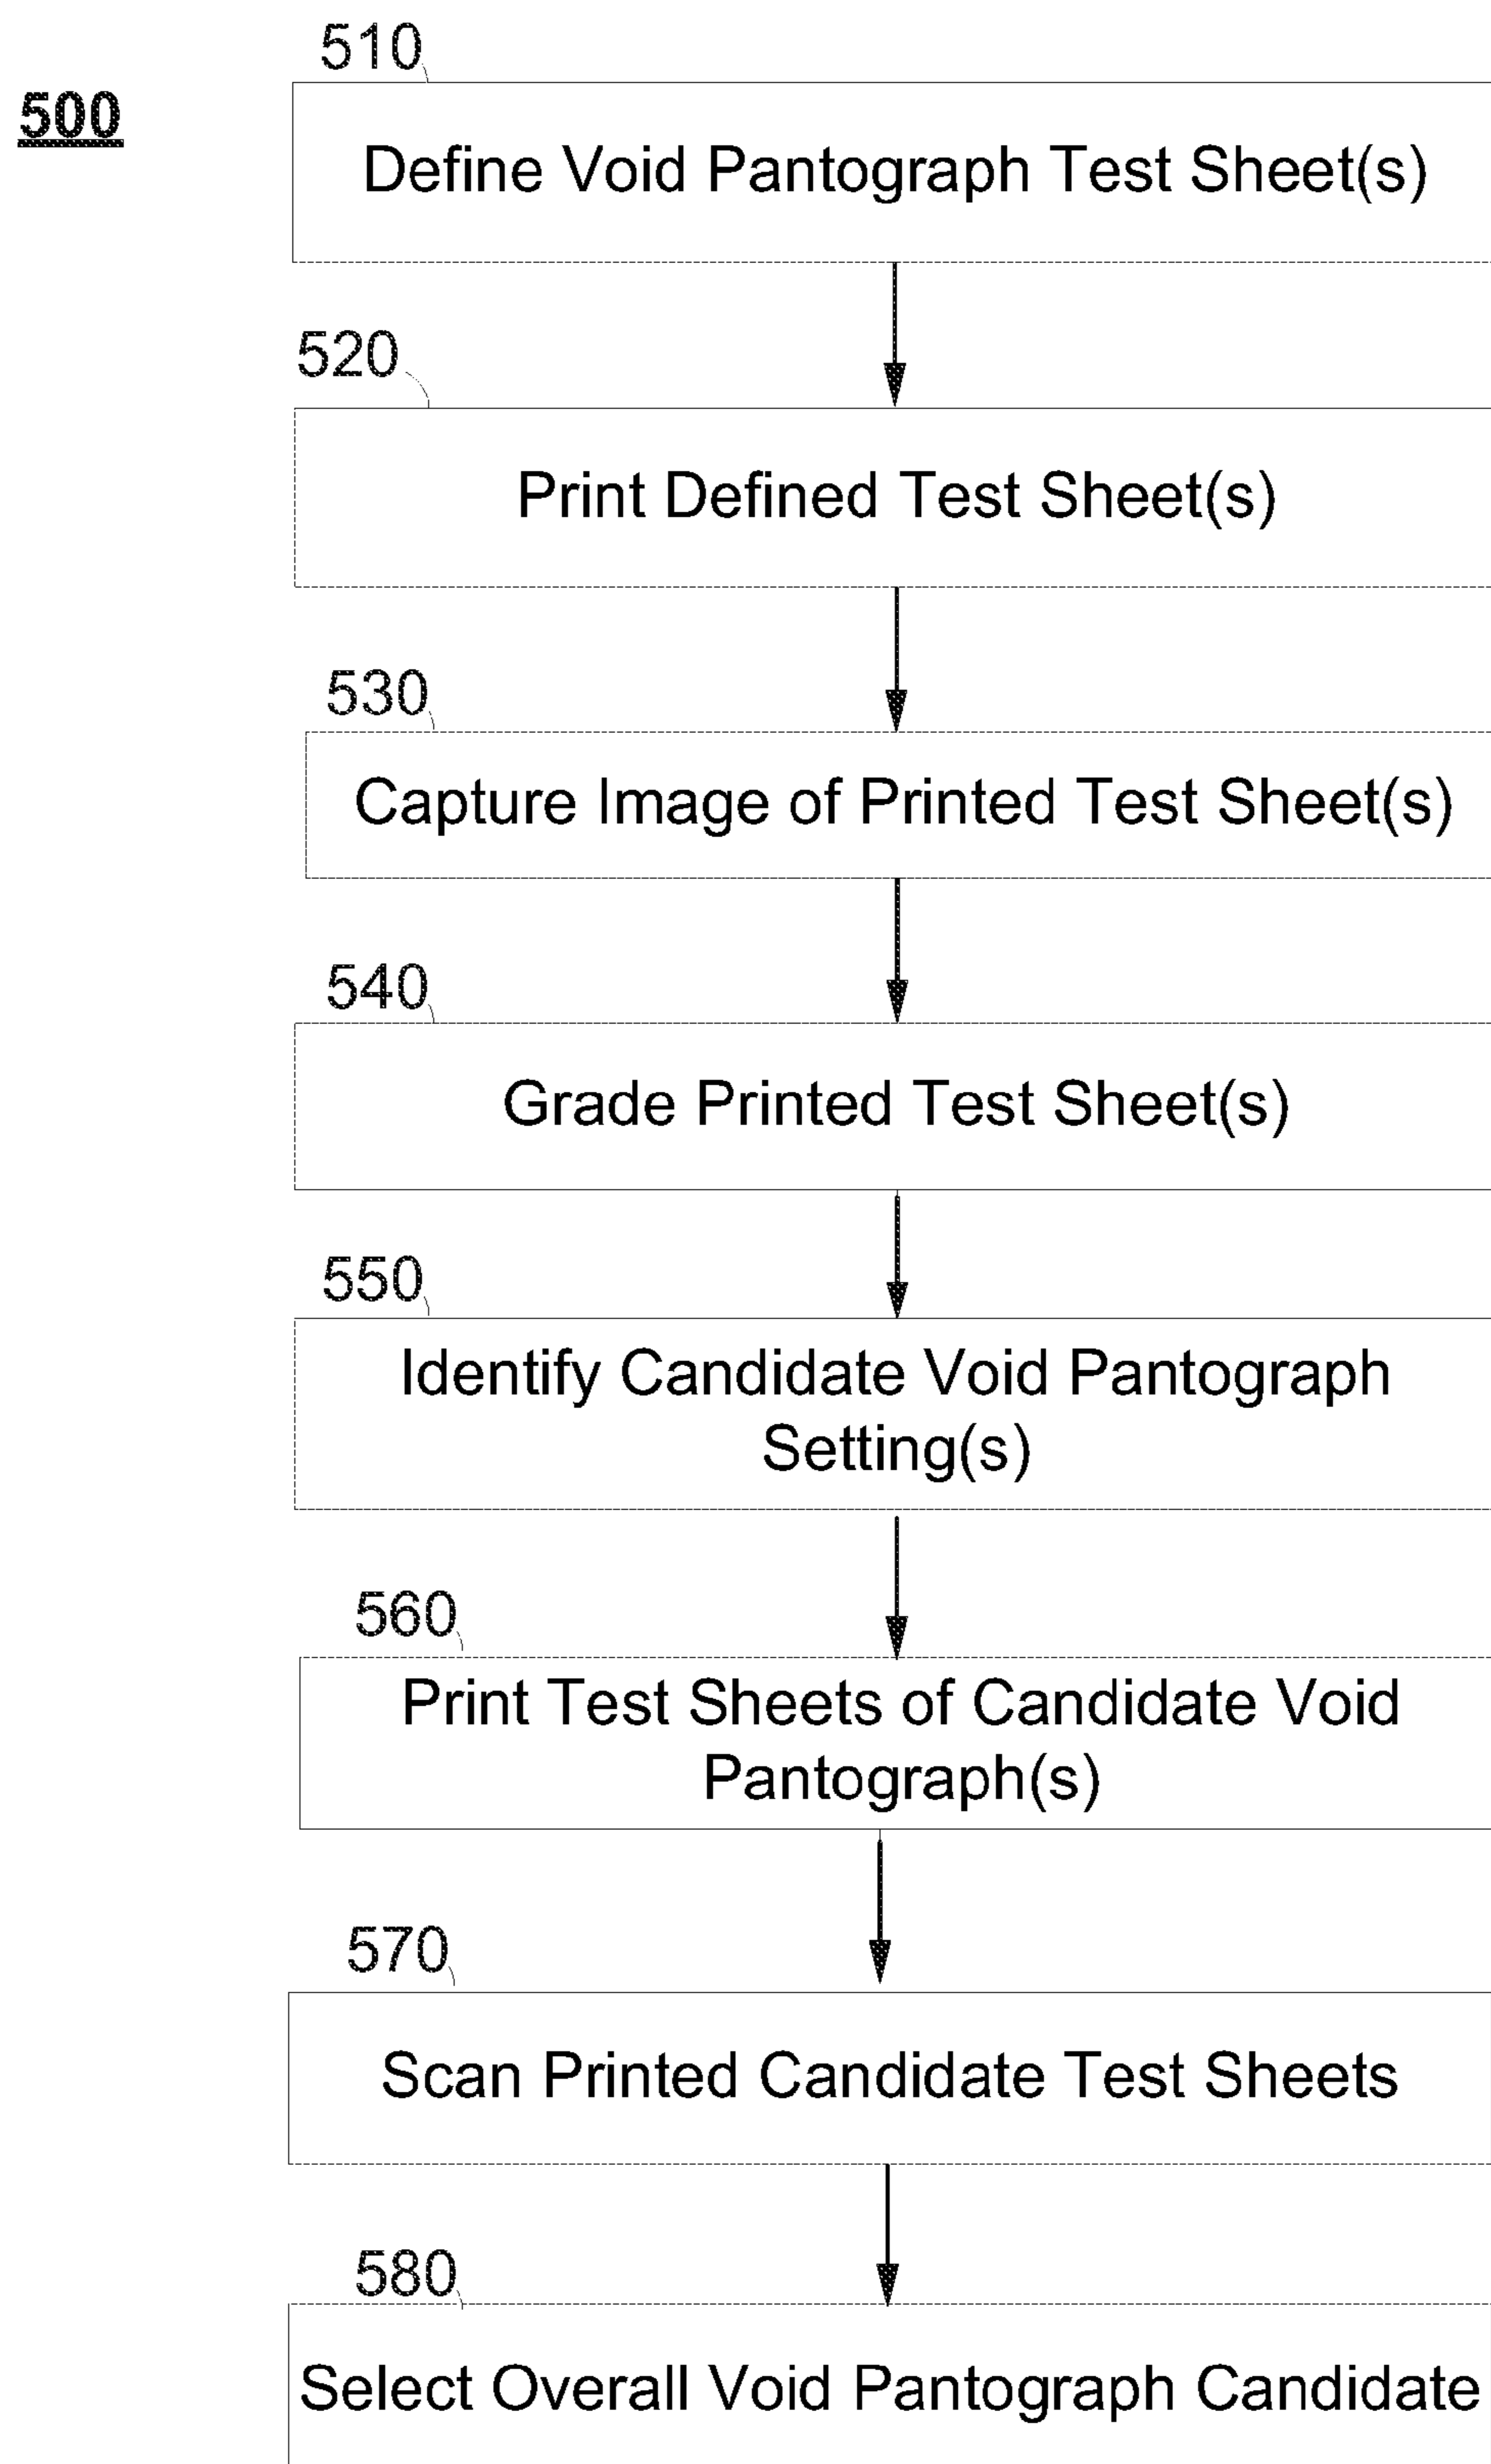 510
500
Define Void Pantograph Test Sheet(s)
520
Print Defined Test Sheet(s)
530
Capture Image of Printed Test Sheet(s)
540
Grade Printed Test Sheet(s)
550
Identify Candidate Void Pantograph
Setting(s)
560
Print Test Sheets of Candidate Void
Pantograph(s)
570
Scan Printed Candidate Test Sheets
580
Select Overall Void Pantograph Candidate